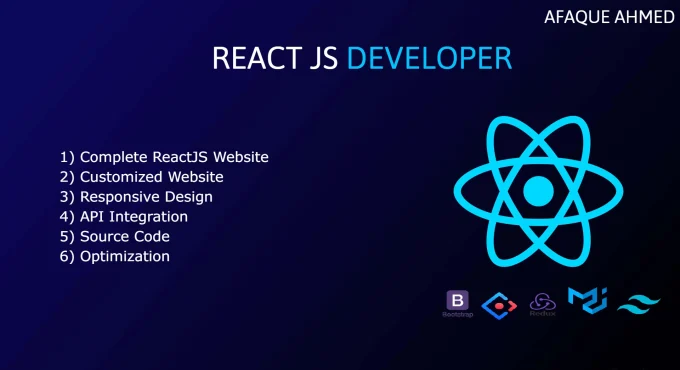 AFAQUE AHMED
REACT JS DEVELOPER
1) Complete ReactJS Website
2) Customized Website
3) Responsive Design
4) API Integration
5) Source Code
6) Optimization
B
Bootstrap
Redux